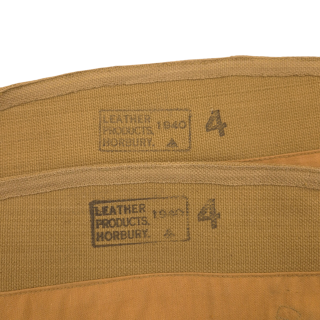 LEATHER
PRODUCTS. 1940
HORBURY.
4
LEATHER
PRODUCTS. 1940
HORBURY.
4